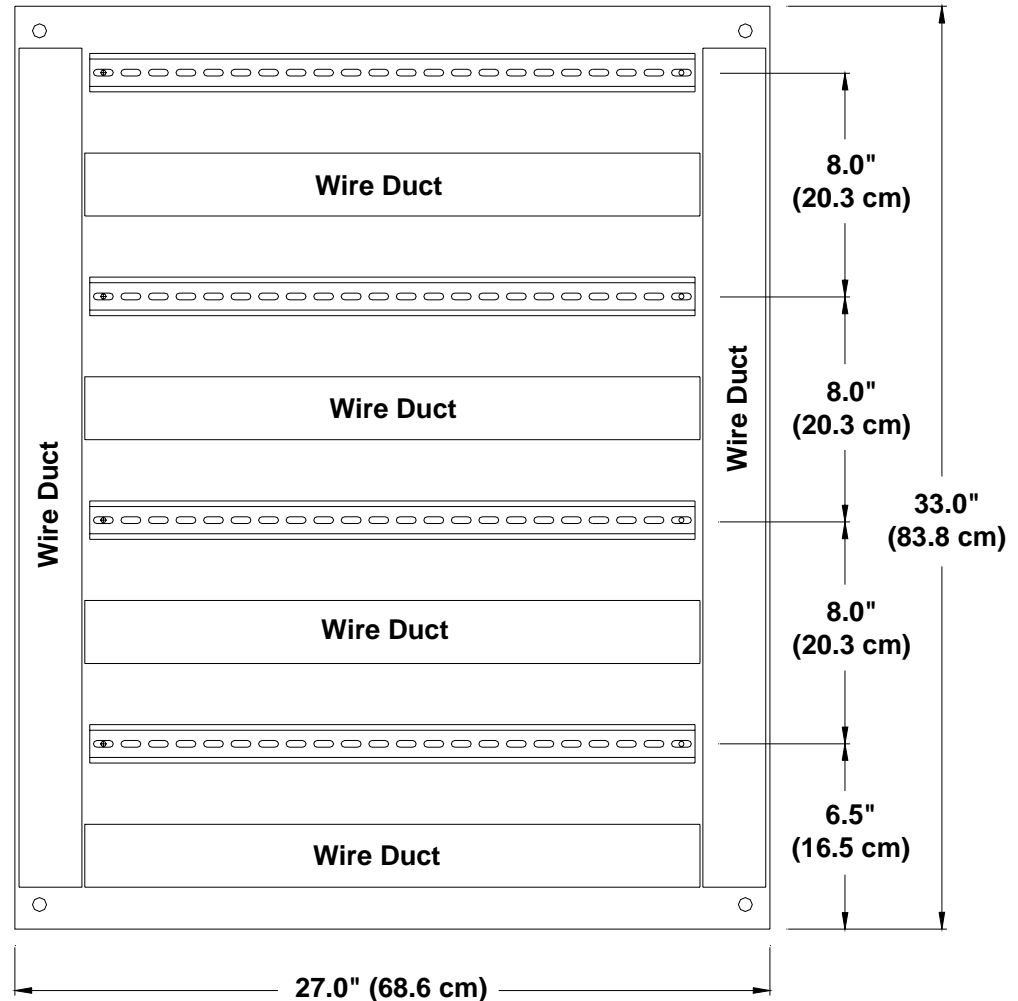 Wire Duct
8.0"
(20.3 cm)
Wire Duct
8.0"
(20.3 cm)
Wire Duct
Wire Duct
33.0"
(83.8 cm)
Wire Duct
8.0"
(20.3 cm)
Wire Duct
6.5"
(16.5 cm)
27.0" (68.6 cm)